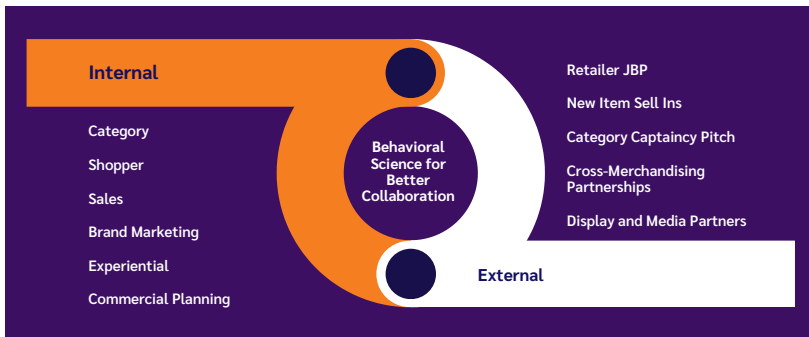 Internal
Category
Shopper
Sales
Brand Marketing
Experiential
Commercial Planning
Behavioral
Science for
Better
Collaboration
Retailer JBP
New Item Sell Ins
Category Captaincy Pitch
Cross-Merchandising
Partnerships
Display and Media Partners
External